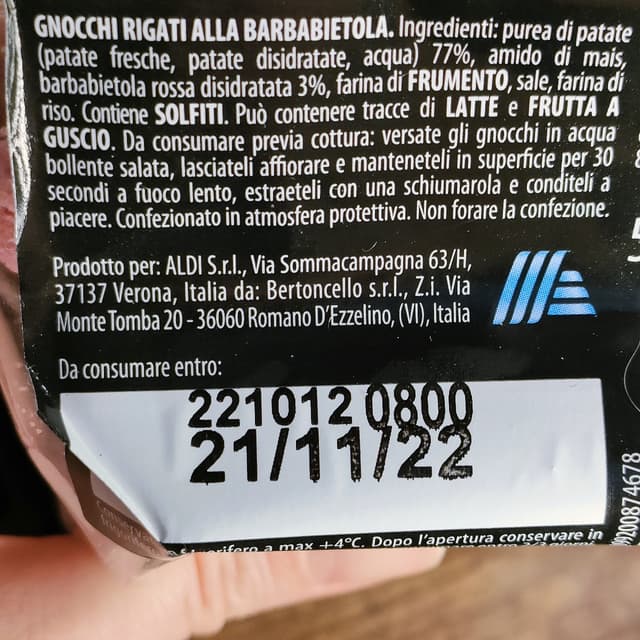 GNOCCHI RIGATI ALLA BARBABIETOLA. Ingredienti: purea di patate
(patate fresche, patate disidratate, acqua) 77%, amido di mais,
barbabietola rossa disidratata 3%, farina di FRUMENTO, sale, farina di
riso. Contiene SOLFITI. Può contenere tracce di LATTE e FRUTTA A
GUSCIO. Da consumare previa cottura: versate gli gnocchi in acqua
bollente salata, lasciateli affiorare e manteneteli in superficie per 30
secondi a fuoco lento, estraeteli con una schiumarola e conditeli a
piacere. Confezionato in atmosfera protettiva. Non forare la confezione.
Prodotto per: ALDI S.r.l., Via Sommacampagna 63/H,
37137 Verona, Italia da: Bertoncello s.r.l., Z.i. Via
Monte Tomba 20 - 36060 Romano D'Ezzelino, (VI), Italia
Da consumare entro:
221012 0800
21/11/22
a max +4°C. Dopo l'apertura conservare in
00874678